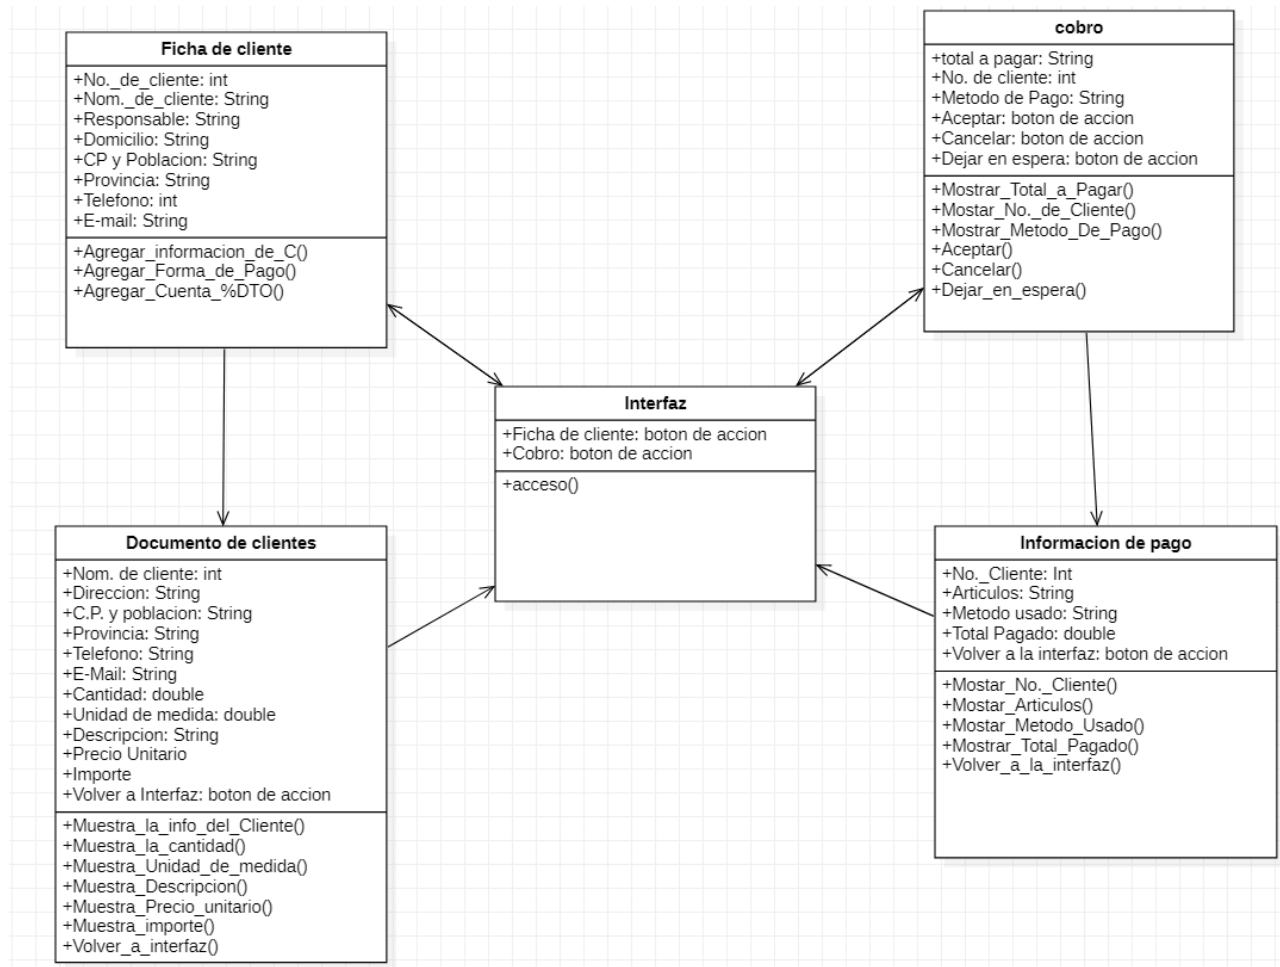 Ficha de cliente
+No._de_cliente: int
+Nom._de_cliente: String
+Responsable: String
+Domicilio: String
+CP y Poblacion: String
+Provincia: String
+Telefono: int
+E-mail: String
+Agregar_informacion_de_C()
+Agregar_Forma_de_Pago()
+Agregar_Cuenta_%DTO()
cobro
+total a pagar: String
+No. de cliente: int
+Metodo de Pago: String
+Aceptar: boton de accion
+Cancelar: boton de accion
+Dejar en espera: boton de accion
+Mostrar_Total_a_Pagar()
+Mostar_No._de_Cliente()
+Mostrar_Metodo_De_Pago()
+Aceptar()
+Cancelar()
+Dejar_en_espera()
Interfaz
+Ficha de cliente: boton de accion
+Cobro: boton de accion
+acceso()
Documento de clientes
+Nom. de cliente: int
+Direccion: String
+C.P. y poblacion: String
+Provincia: String
+Telefono: String
+E-Mail: String
+Cantidad: double
+Unidad de medida: double
+Descripcion: String
+Precio Unitario
+Importe
+Volver a Interfaz: boton de accion
+Muestra_la_info_del_Cliente()
+Muestra_la_cantidad()
+Muestra_Unidad_de_medida()
+Muestra_Descripcion()
+Muestra_Precio_unitario()
+Muestra_importe()
+Volver_a_interfaz()
Informacion de pago
+No._Cliente: Int
+Articulos: String
+Metodo usado: String
+Total Pagado: double
+Volver a la interfaz: boton de accion
+Mostar_No._Cliente()
+Mostar_Articulos()
+Mostar_Metodo_Usado()
+Mostrar_Total_Pagado()
+Volver_a_la_interfaz()